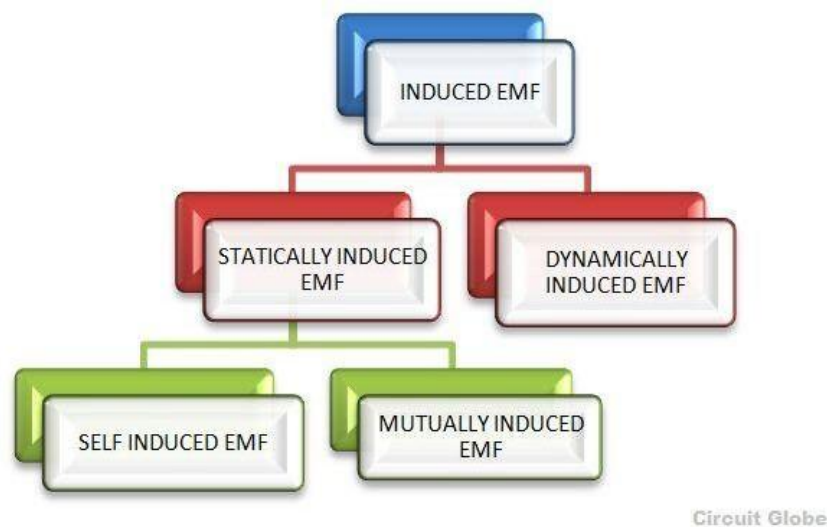 INDUCED EMF
STATICALLY INDUCED
EMF
DYNAMICALLY
INDUCED EMF
SELF INDUCED EMF
MUTUALLY INDUCED
EMF
Circuit Globe